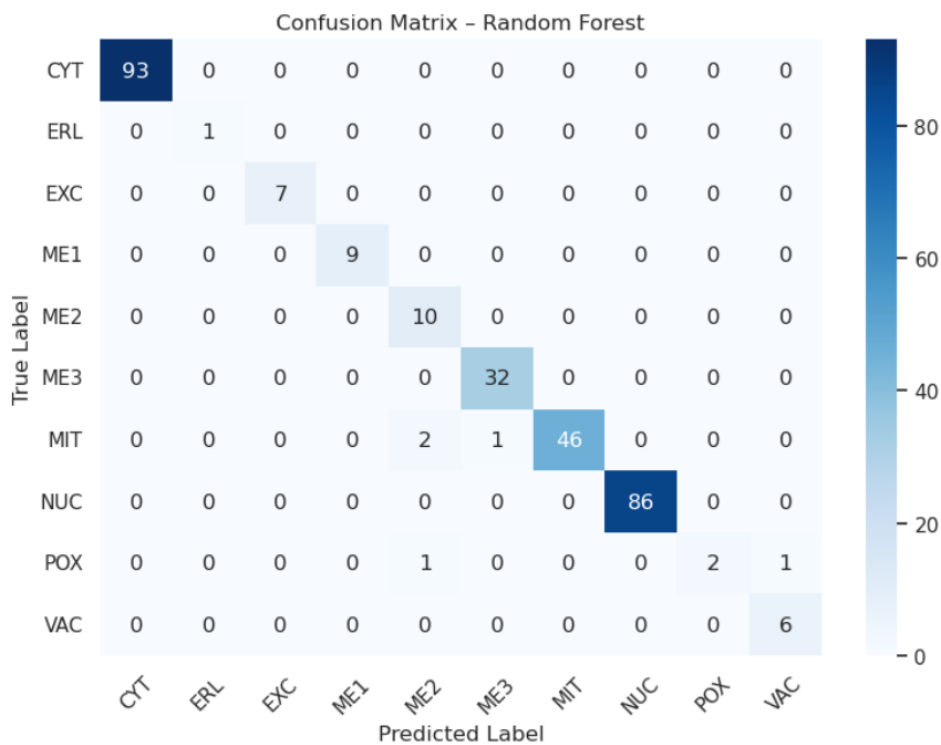 Confusion Matrix – Random Forest
CYT 93 0 0 0 0 0 0 0 0 0
ERL 0 1 0 0 0 0 0 0 0 0
EXC 0 0 7 0 0 0 0 0 0 0
ME1 0 0 0 9 0 0 0 0 0 0
ME2 0 0 0 0 10 0 0 0 0 0
ME3 0 0 0 0 0 32 0 0 0 0
MIT 0 0 0 0 2 1 46 0 0 0
NUC 0 0 0 0 0 0 0 86 0 0
POX 0 0 0 0 1 0 0 0 2 1
VAC 0 0 0 0 0 0 0 0 0 6
CYT ERL EXC ME1 ME2 ME3 MIT NUC POX VAC
Predicted Label
True Label
80
60
40
20
0